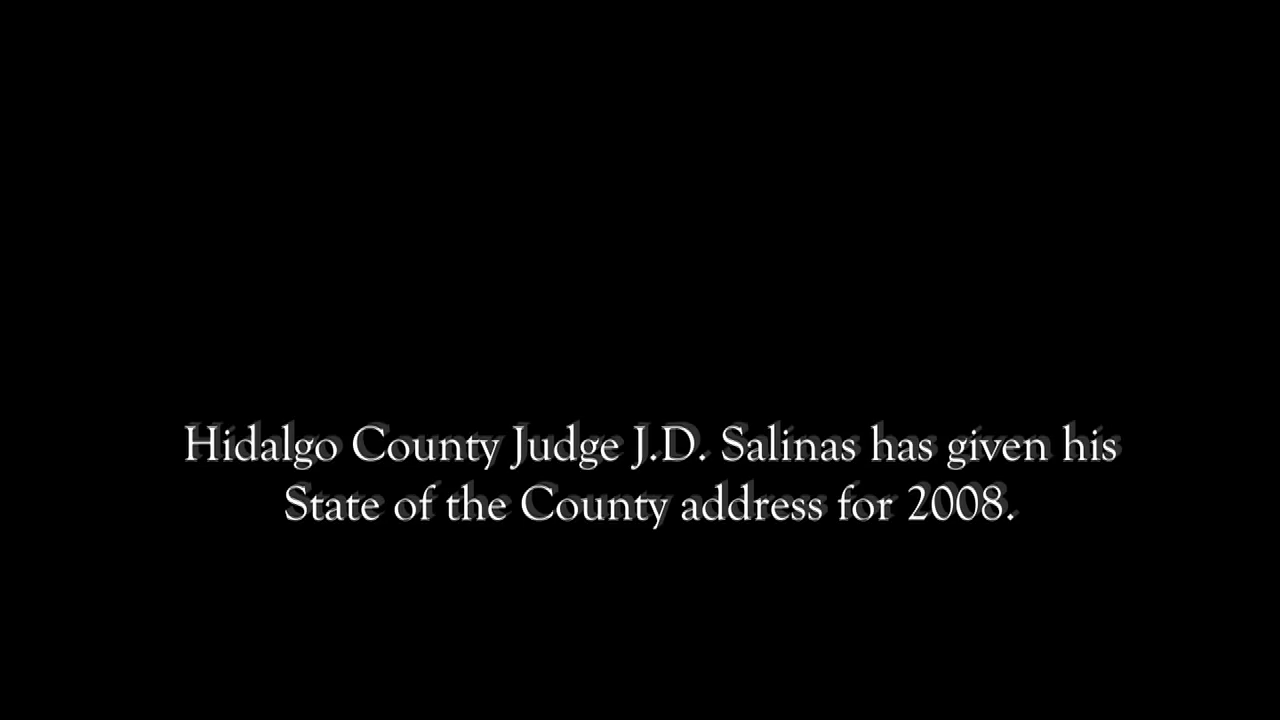 Hidalgo County Judge J.D. Salinas has given his
State of the County address for 2008.